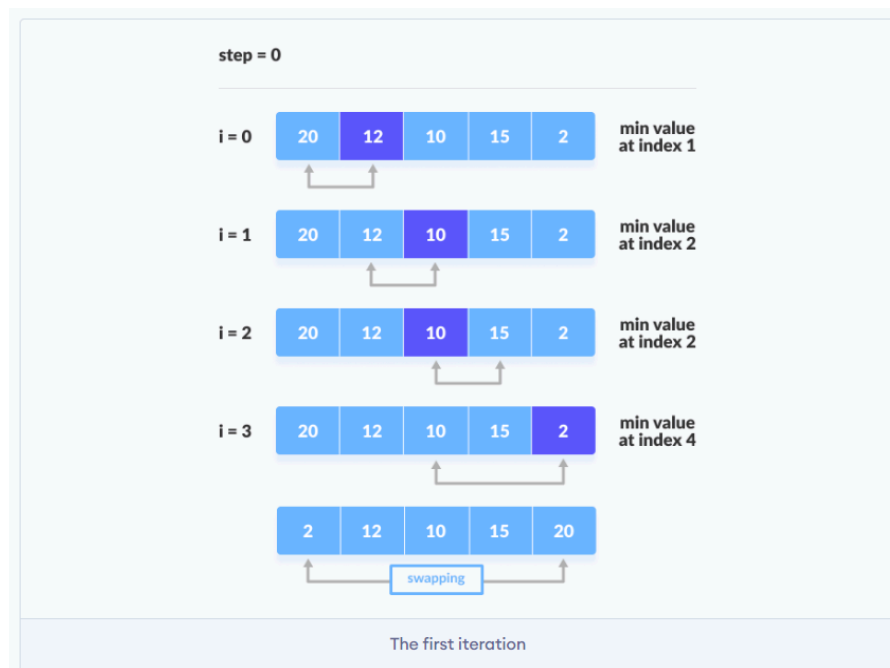 step = 0
i = 0
20 12 10 15 2
min value
at index 1
i = 1
20 12 10 15 2
min value
at index 2
i = 2
20 12 10 15 2
min value
at index 2
i = 3
20 12 10 15 2
min value
at index 4
2 12 10 15 20
swapping
The first iteration